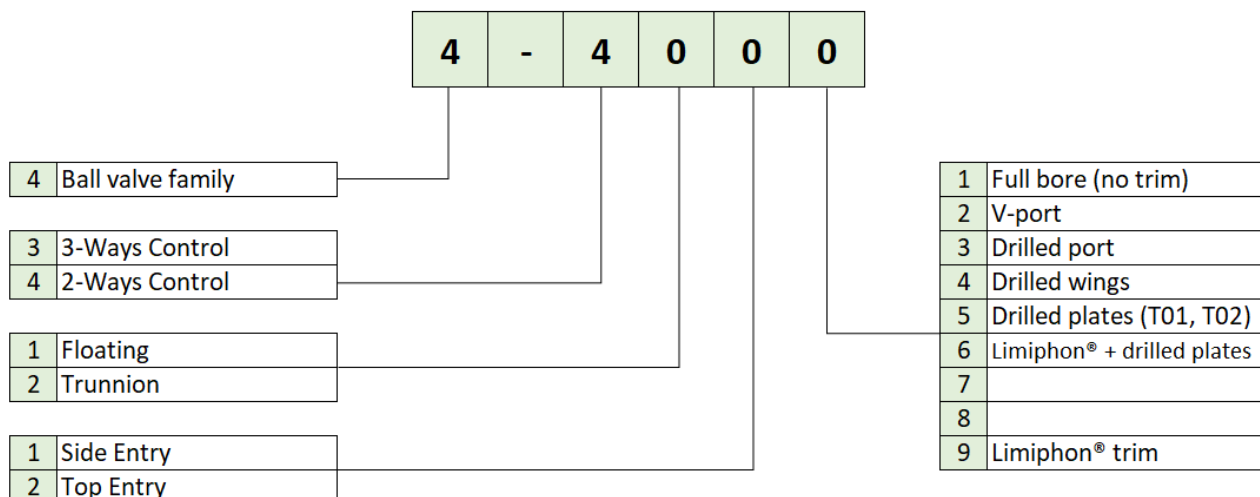 4 - 4 0 0 0
4 Ball valve family
3 3-Ways Control
4 2-Ways Control
1 Floating
2 Trunnion
1 Side Entry
2 Top Entry
1 Full bore (no trim)
2 V-port
3 Drilled port
4 Drilled wings
5 Drilled plates (T01, T02)
6 Limiphon® + drilled plates
7
8
9 Limiphon® trim